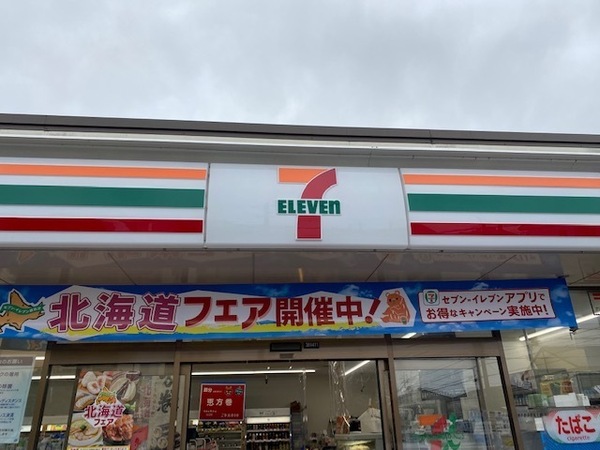 7
ELEVEN
北海道フェア開催中!
セブン‐イレブンアプリで
お得なキャンペーン実施中!
北海道
フェア
恵方巻
たばこ
cigarette